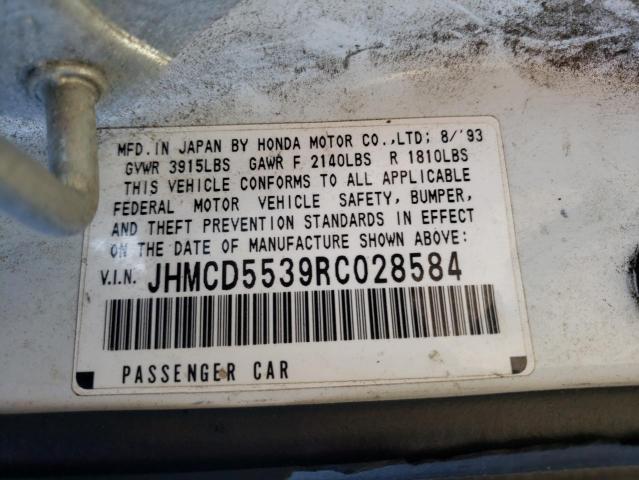 MFD. IN JAPAN BY HONDA MOTOR CO.,LTD; 8/'93
GVWR 3915LBS GAWR F 2140LBS R 1810LBS
THIS VEHICLE CONFORMS TO ALL APPLICABLE
FEDERAL MOTOR VEHICLE SAFETY, BUMPER,
AND THEFT PREVENTION STANDARDS IN EFFECT
ON THE DATE OF MANUFACTURE SHOWN ABOVE:
V.I.N. JHMCD5539RC028584
PASSENGER CAR